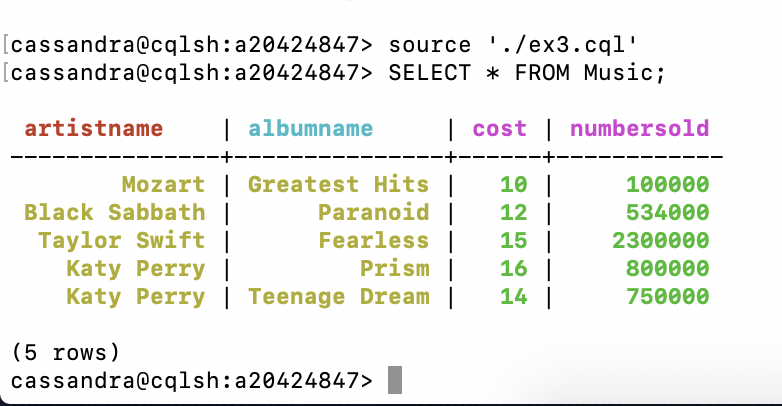 [cassandra@cqlsh:a20424847> source './ex3.cql'
[cassandra@cqlsh:a20424847> SELECT * FROM Music;
 artistname    | albumname     | cost | numbersold
---------------+---------------+------+------------
        Mozart | Greatest Hits |   10 |     100000
 Black Sabbath |      Paranoid |   12 |     534000
  Taylor Swift |      Fearless |   15 |    2300000
    Katy Perry |         Prism |   16 |     800000
    Katy Perry | Teenage Dream |   14 |     750000
(5 rows)
cassandra@cqlsh:a20424847>